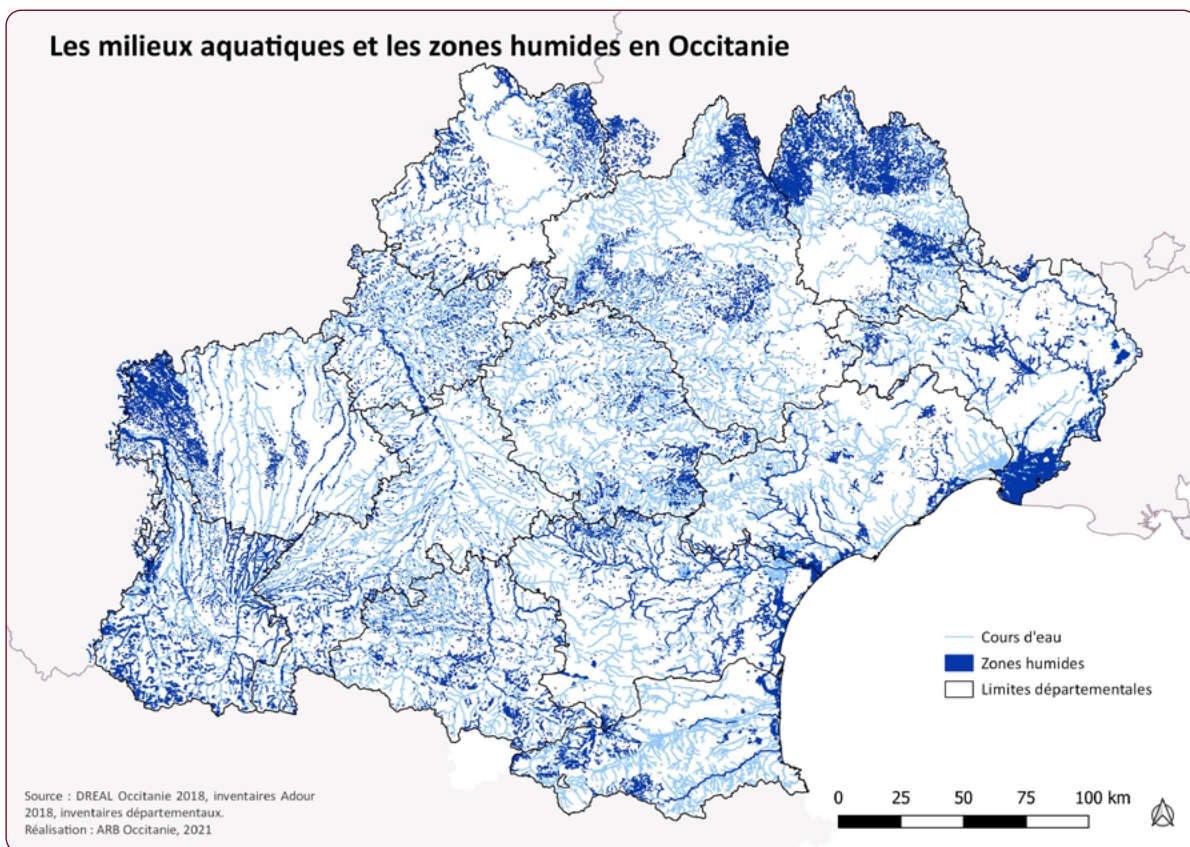 Les milieux aquatiques et les zones humides en Occitanie
Cours d'eau
Zones humides
Limites départementales
Source : DREAL Occitanie 2018, inventaires Adour
2018, inventaires départementaux.
Réalisation : ARB Occitanie, 2021
0 25 50 75 100 km